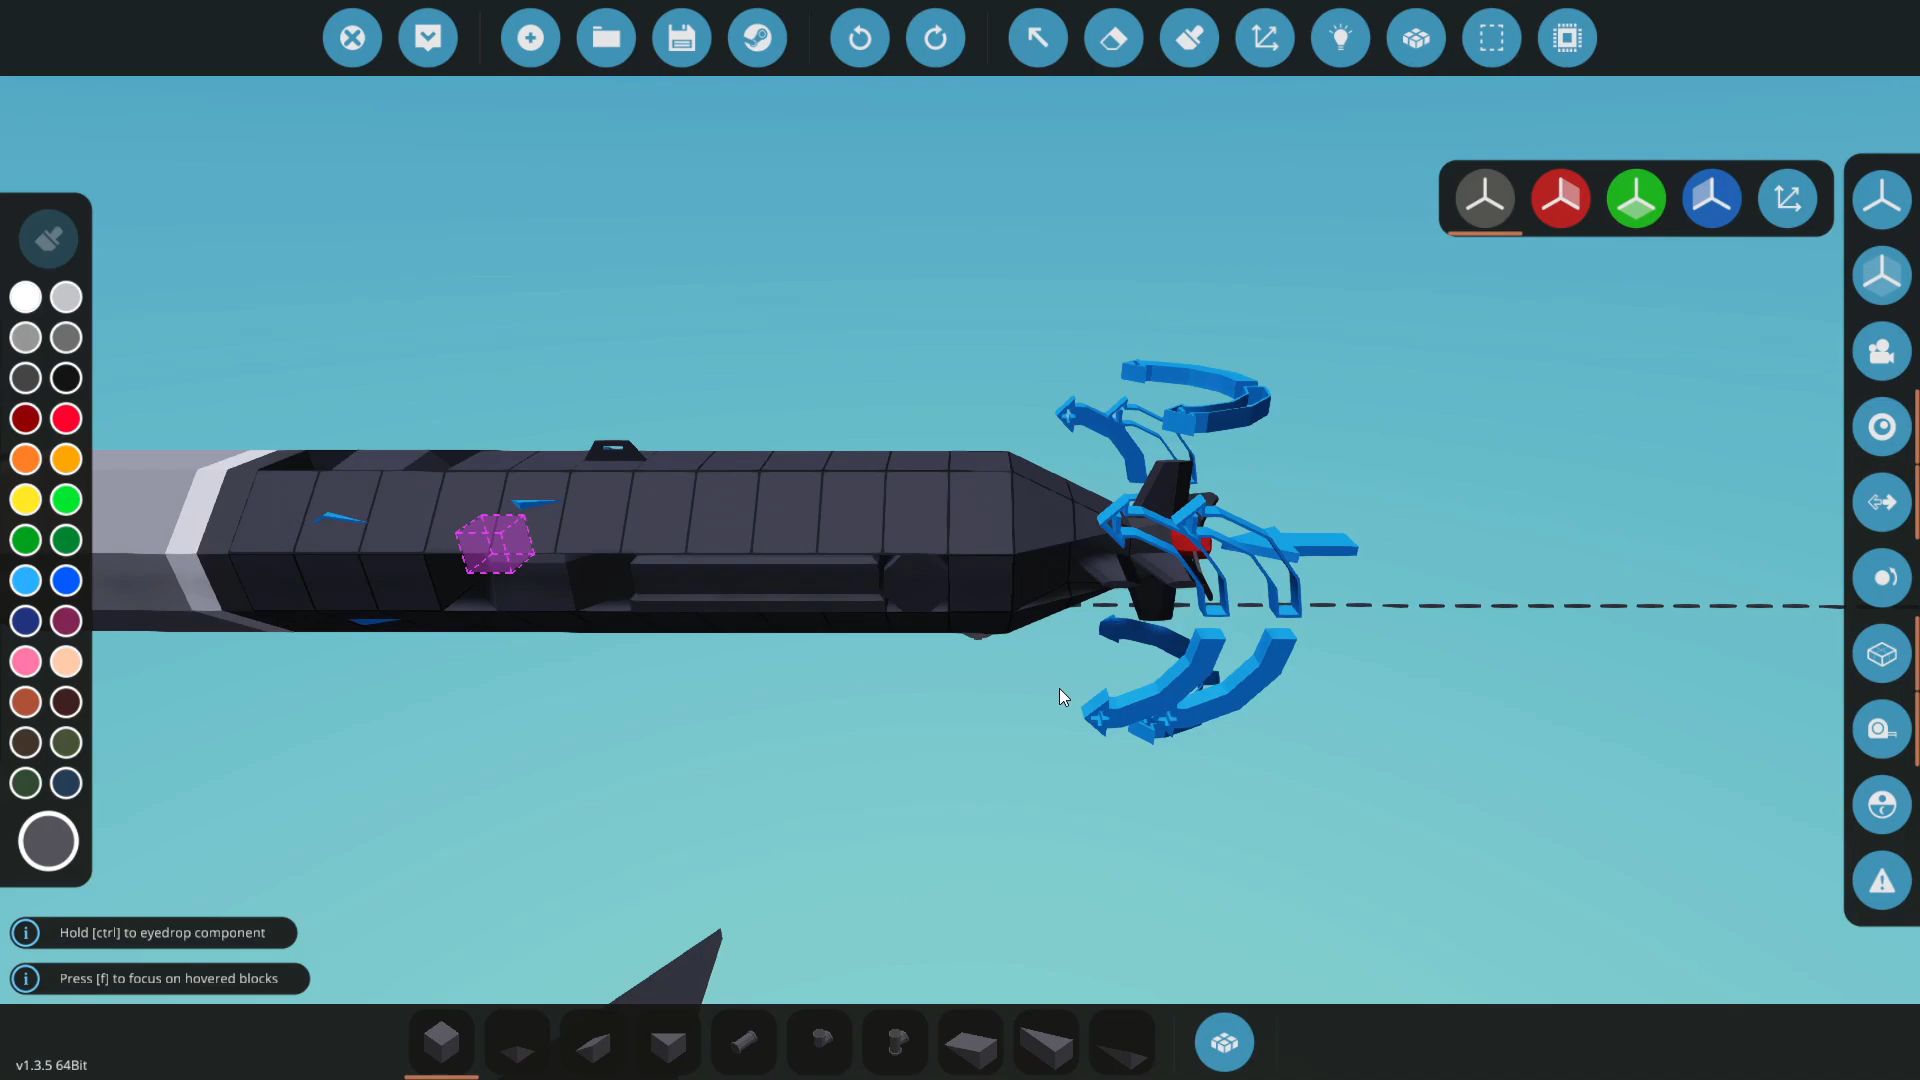 Hold [ctrl] to eyedrop component
Press [f] to focus on hovered blocks
v1.3.5 64Bit